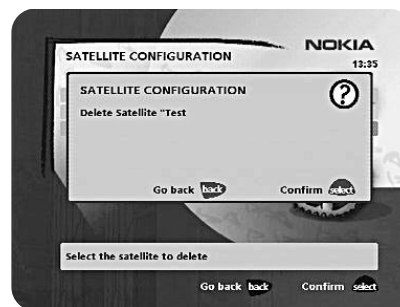 NOKIA
SATELLITE CONFIGURATION
13:35
SATELLITE CONFIGURATION
?
Delete Satellite "Test
Go back back
Confirm select
Select the satellite to delete
Go back back
Confirm select